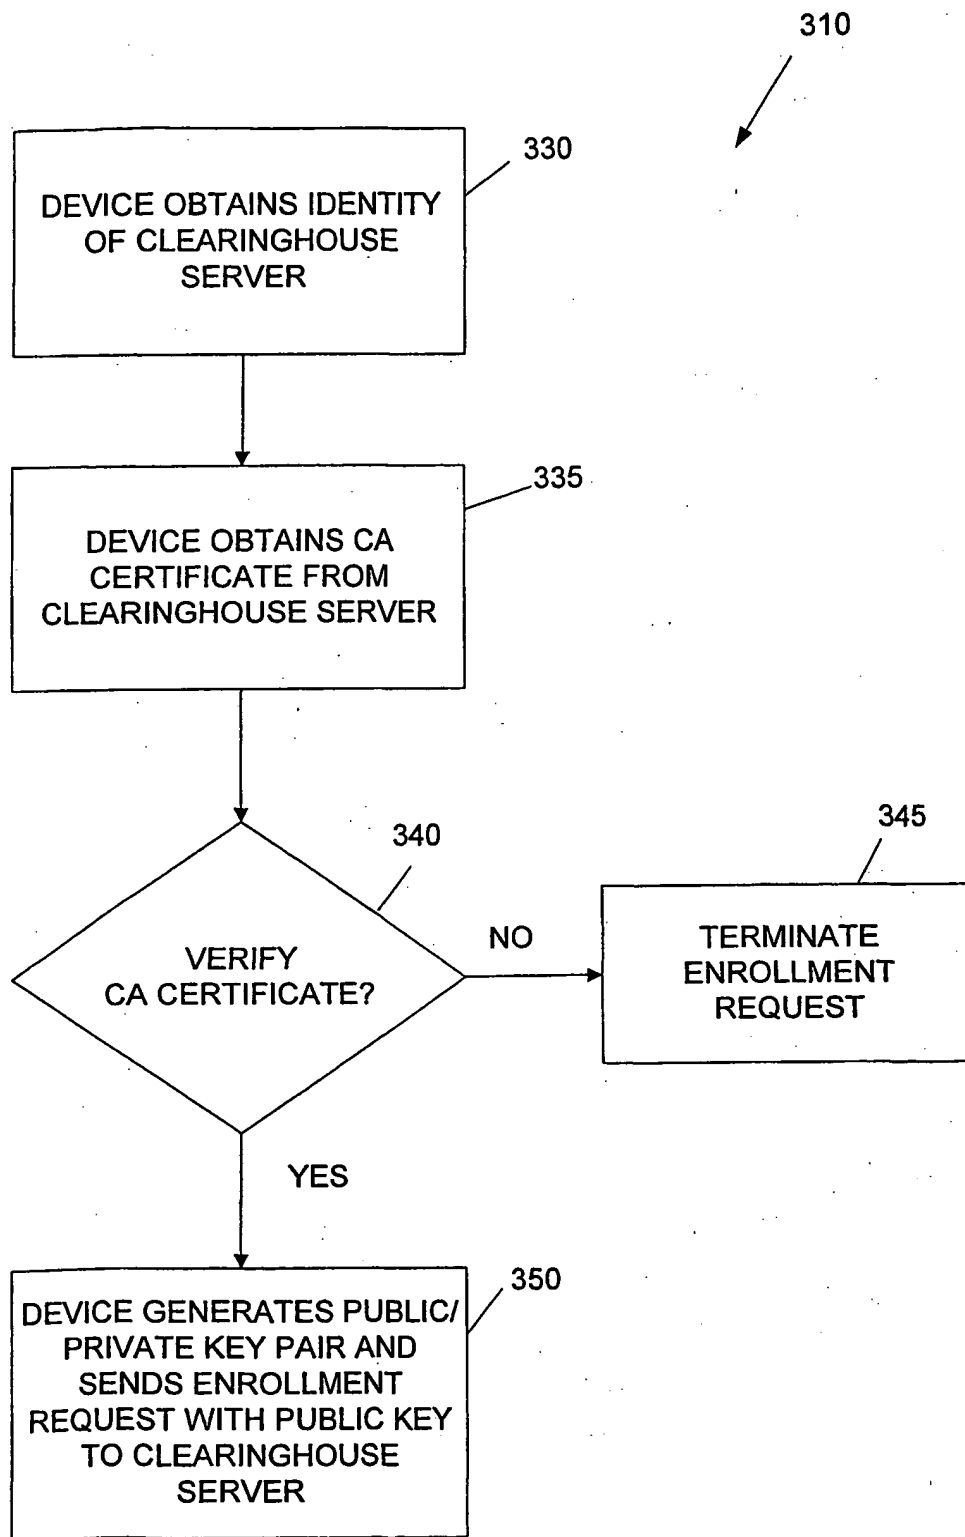 310
330
DEVICE OBTAINS IDENTITY
OF CLEARINGHOUSE
SERVER
335
DEVICE OBTAINS CA
CERTIFICATE FROM
CLEARINGHOUSE SERVER
340
VERIFY
CA CERTIFICATE?
NO
345
TERMINATE
ENROLLMENT
REQUEST
YES
350
DEVICE GENERATES PUBLIC/
PRIVATE KEY PAIR AND
SENDS ENROLLMENT
REQUEST WITH PUBLIC KEY
TO CLEARINGHOUSE
SERVER